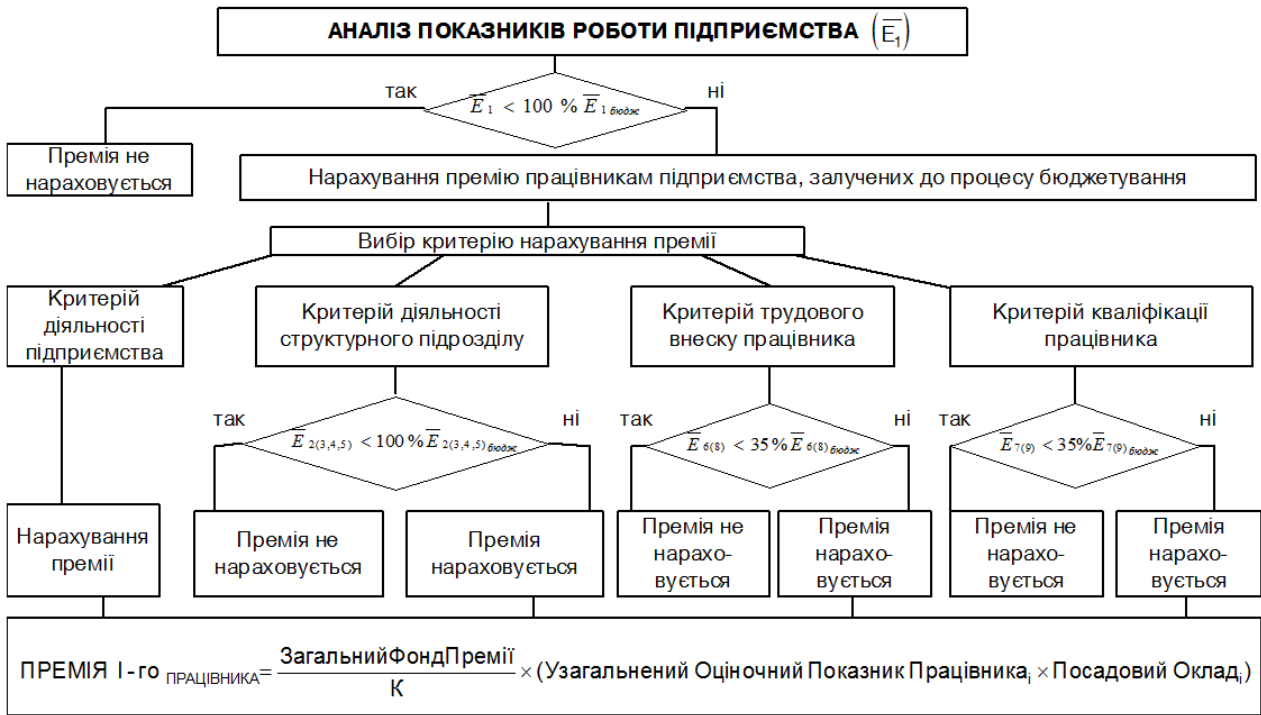 АНАЛІЗ ПОКАЗНИКІВ РОБОТИ ПІДПРИЄМСТВА (E̅₁)
так
ні
E̅ ₁ < 100 % E̅ ₁ бюдж
Премія не
нараховується
Нарахування премію працівникам підприємства, залучених до процесу бюджетування
Вибір критерію нарахування премії
Критерій
діяльності
підприємства
Критерій діяльності
структурного підрозділу
Критерій трудового
внеску працівника
Критерій кваліфікації
працівника
так
ні
E̅ 2(3,4,5) < 100 % E̅ 2(3,4,5) бюдж
так
ні
E̅ 6(8) < 35 % E̅ 6(8) бюдж
так
ні
E̅ 7(9) < 35% E̅ 7(9) бюдж
Нарахування
премії
Премія не
нараховується
Премія
нараховується
Премія не
нарахо-
вується
Премія
нарахо-
вується
Премія не
нарахо-
вується
Премія
нарахо-
вується
ПРЕМІЯ І - го ПРАЦІВНИКА = ЗагальнийФондПремії / К × (Узагальнений Оціночний Показник Працівникаᵢ × Посадовий Окладᵢ)